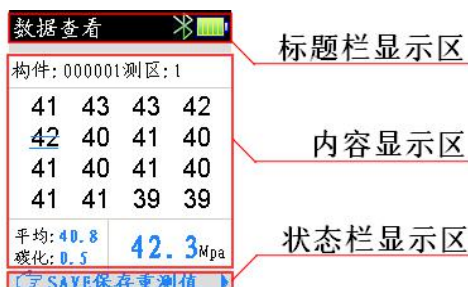 数据查看
标题栏显示区
构件:000001测区:1
41 43 43 42
42 40 41 40
内容显示区
41 40 41 40
41 41 39 39
平均:40.8
碳化:0.5
42.3Mpa
状态栏显示区
SAVE保存重测值